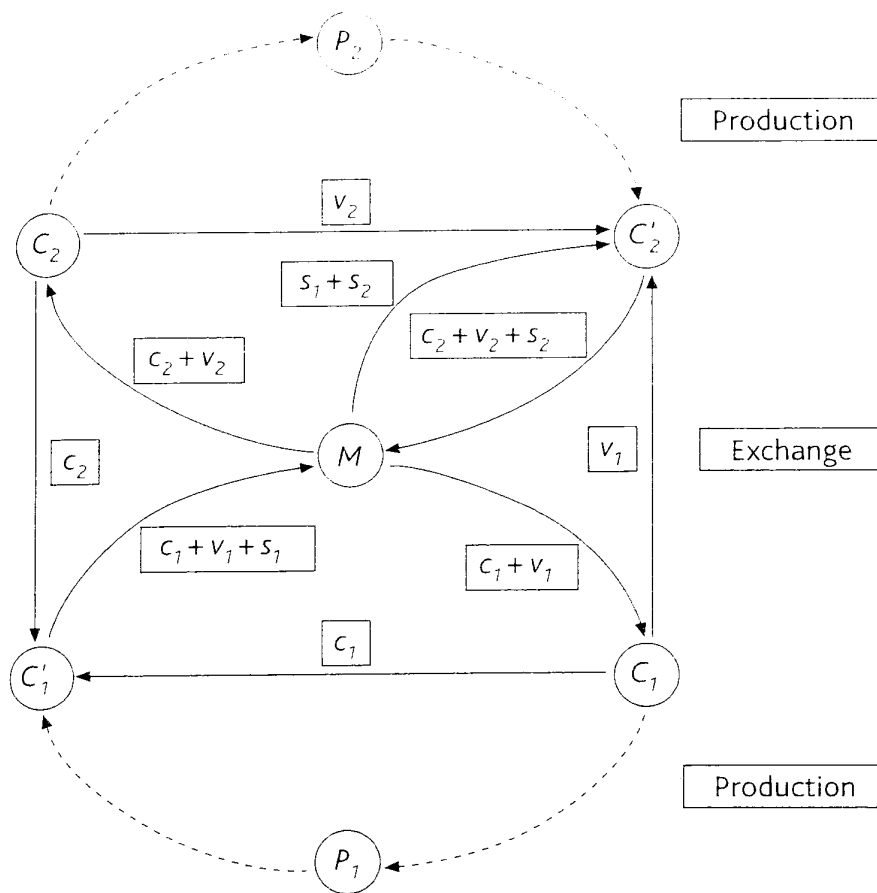 P₂
Production
v₂
C₂
C′₂
s₁ + s₂
c₂ + v₂ + s₂
c₂ + v₂
M
Exchange
c₂
v₁
c₁ + v₁ + s₁
c₁ + v₁
c₁
C′₁
C₁
Production
P₁